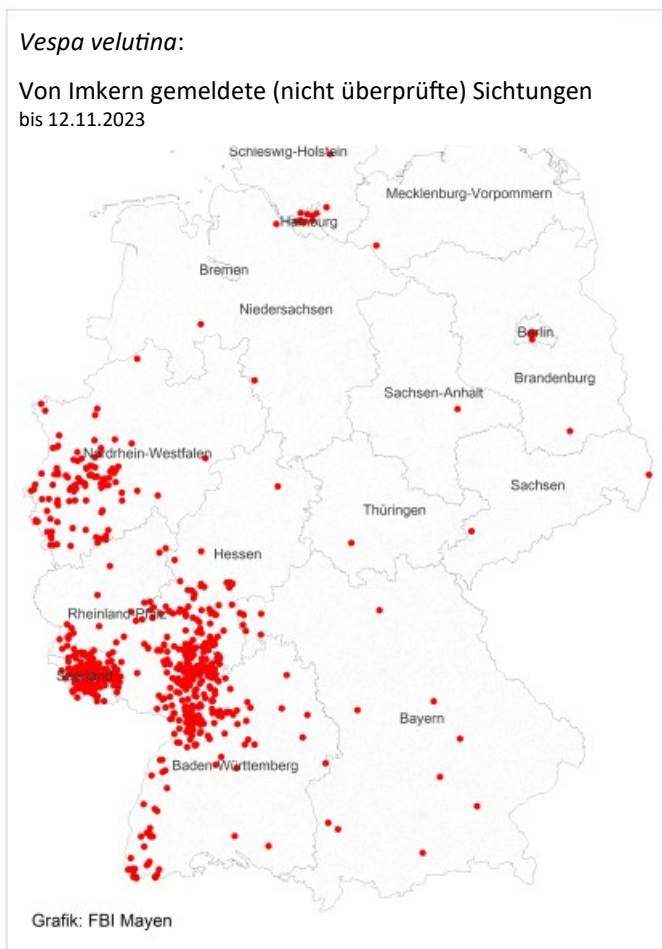 Vespa velutina:
Von Imkern gemeldete (nicht überprüfte) Sichtungen
bis 12.11.2023
Schleswig-Holstein
Mecklenburg-Vorpommern
Hamburg
Bremen
Niedersachsen
Berlin
Brandenburg
Sachsen-Anhalt
Nordrhein-Westfalen
Sachsen
Thüringen
Hessen
Rheinland-Pfalz
Saarland
Bayern
Baden-Württemberg
Grafik: FBI Mayen